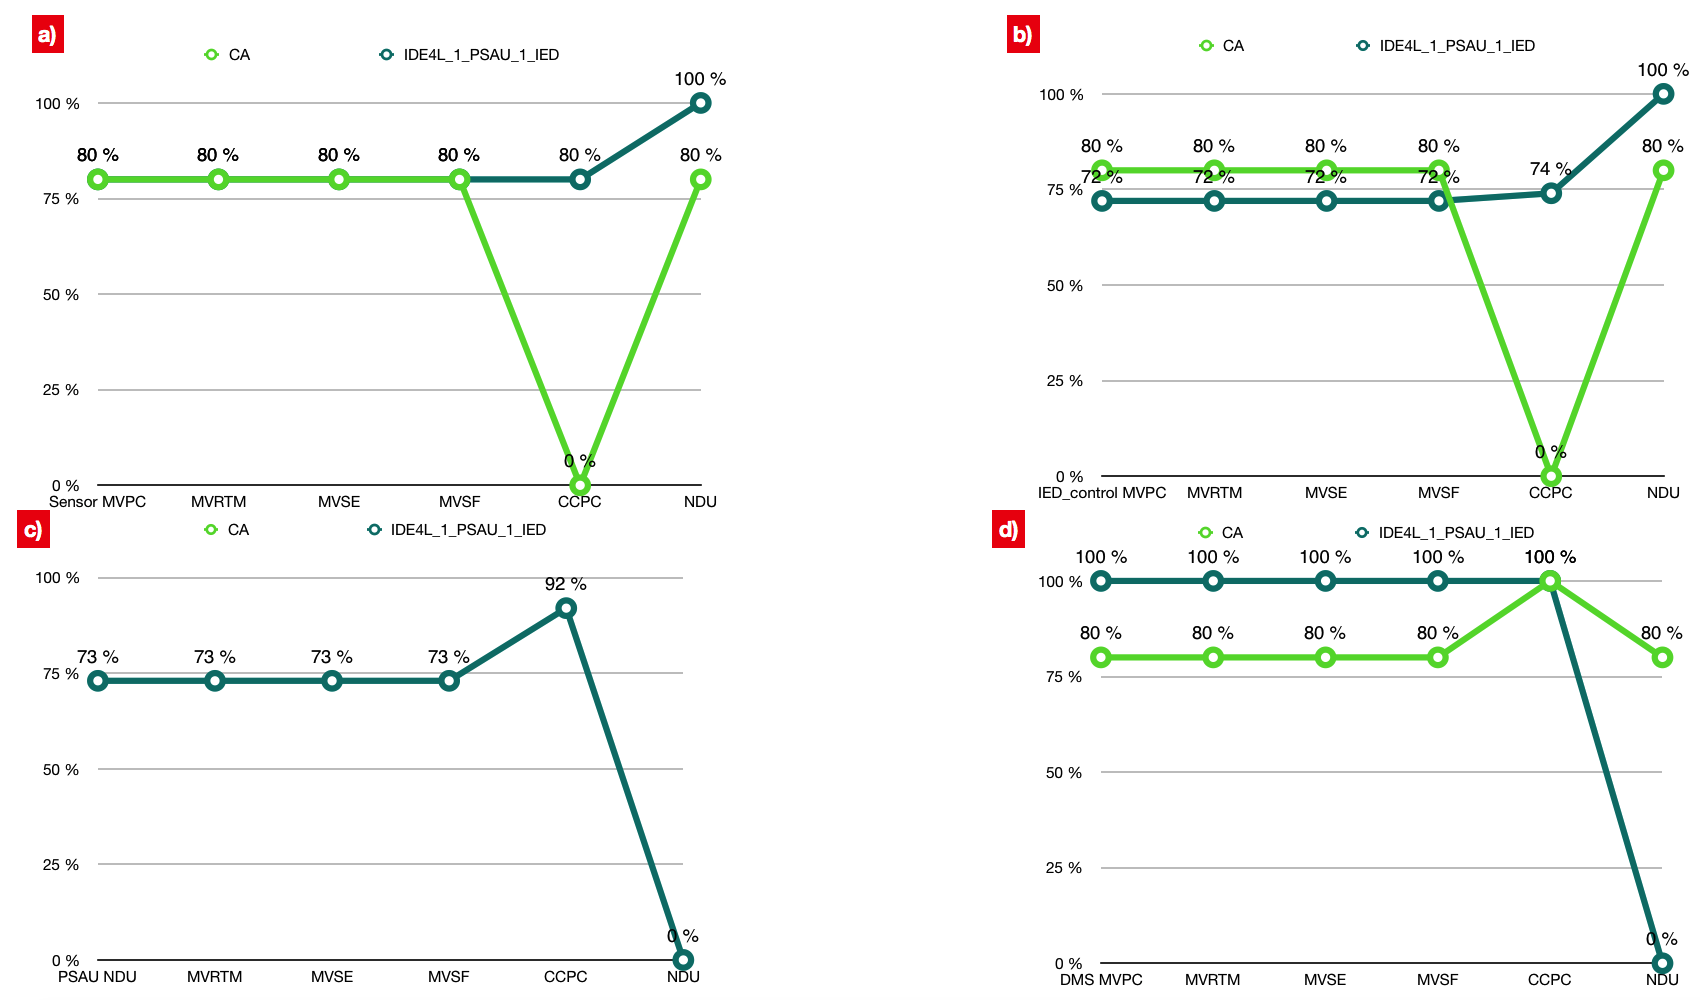 a)
CA IDE4L_1_PSAU_1_IED
100 %
100 %
80 % 80 % 80 % 80 % 80 % 80 %
75 %
50 %
25 %
0 %
0 %
Sensor MVPC MVRTM MVSE MVSF CCPC NDU
b)
CA IDE4L_1_PSAU_1_IED
100 %
100 %
80 % 80 % 80 % 80 % 80 %
74 %
72 % 72 % 72 % 72 %
75 %
50 %
25 %
0 %
0 %
IED_control MVPC MVRTM MVSE MVSF CCPC NDU
c)
CA IDE4L_1_PSAU_1_IED
100 %
92 %
73 % 73 % 73 % 73 %
75 %
50 %
25 %
0 %
0 %
PSAU NDU MVRTM MVSE MVSF CCPC NDU
d)
CA IDE4L_1_PSAU_1_IED
100 % 100 % 100 % 100 % 100 %
100 %
80 % 80 % 80 % 80 % 80 %
75 %
50 %
25 %
0 %
0 %
DMS MVPC MVRTM MVSE MVSF CCPC NDU